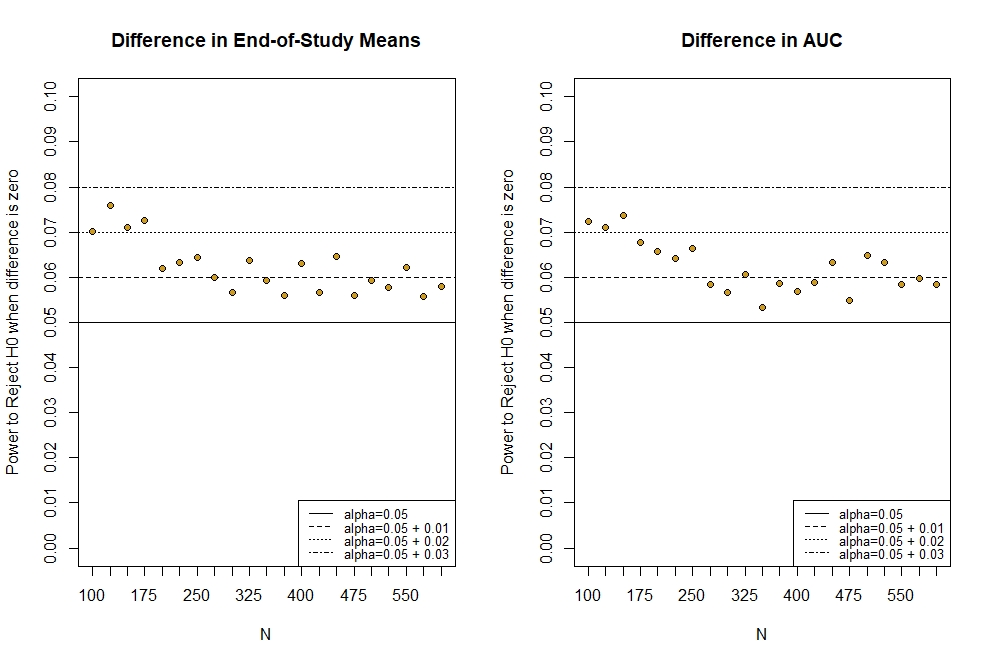 Difference in End-of-Study Means
Power to Reject H0 when difference is zero
0.10
0.09
0.08
0.07
0.06
0.05
0.04
0.03
0.02
0.01
0.00
alpha=0.05
alpha=0.05 + 0.01
alpha=0.05 + 0.02
alpha=0.05 + 0.03
100 175 250 325 400 475 550
N
Difference in AUC
Power to Reject H0 when difference is zero
0.10
0.09
0.08
0.07
0.06
0.05
0.04
0.03
0.02
0.01
0.00
alpha=0.05
alpha=0.05 + 0.01
alpha=0.05 + 0.02
alpha=0.05 + 0.03
100 175 250 325 400 475 550
N